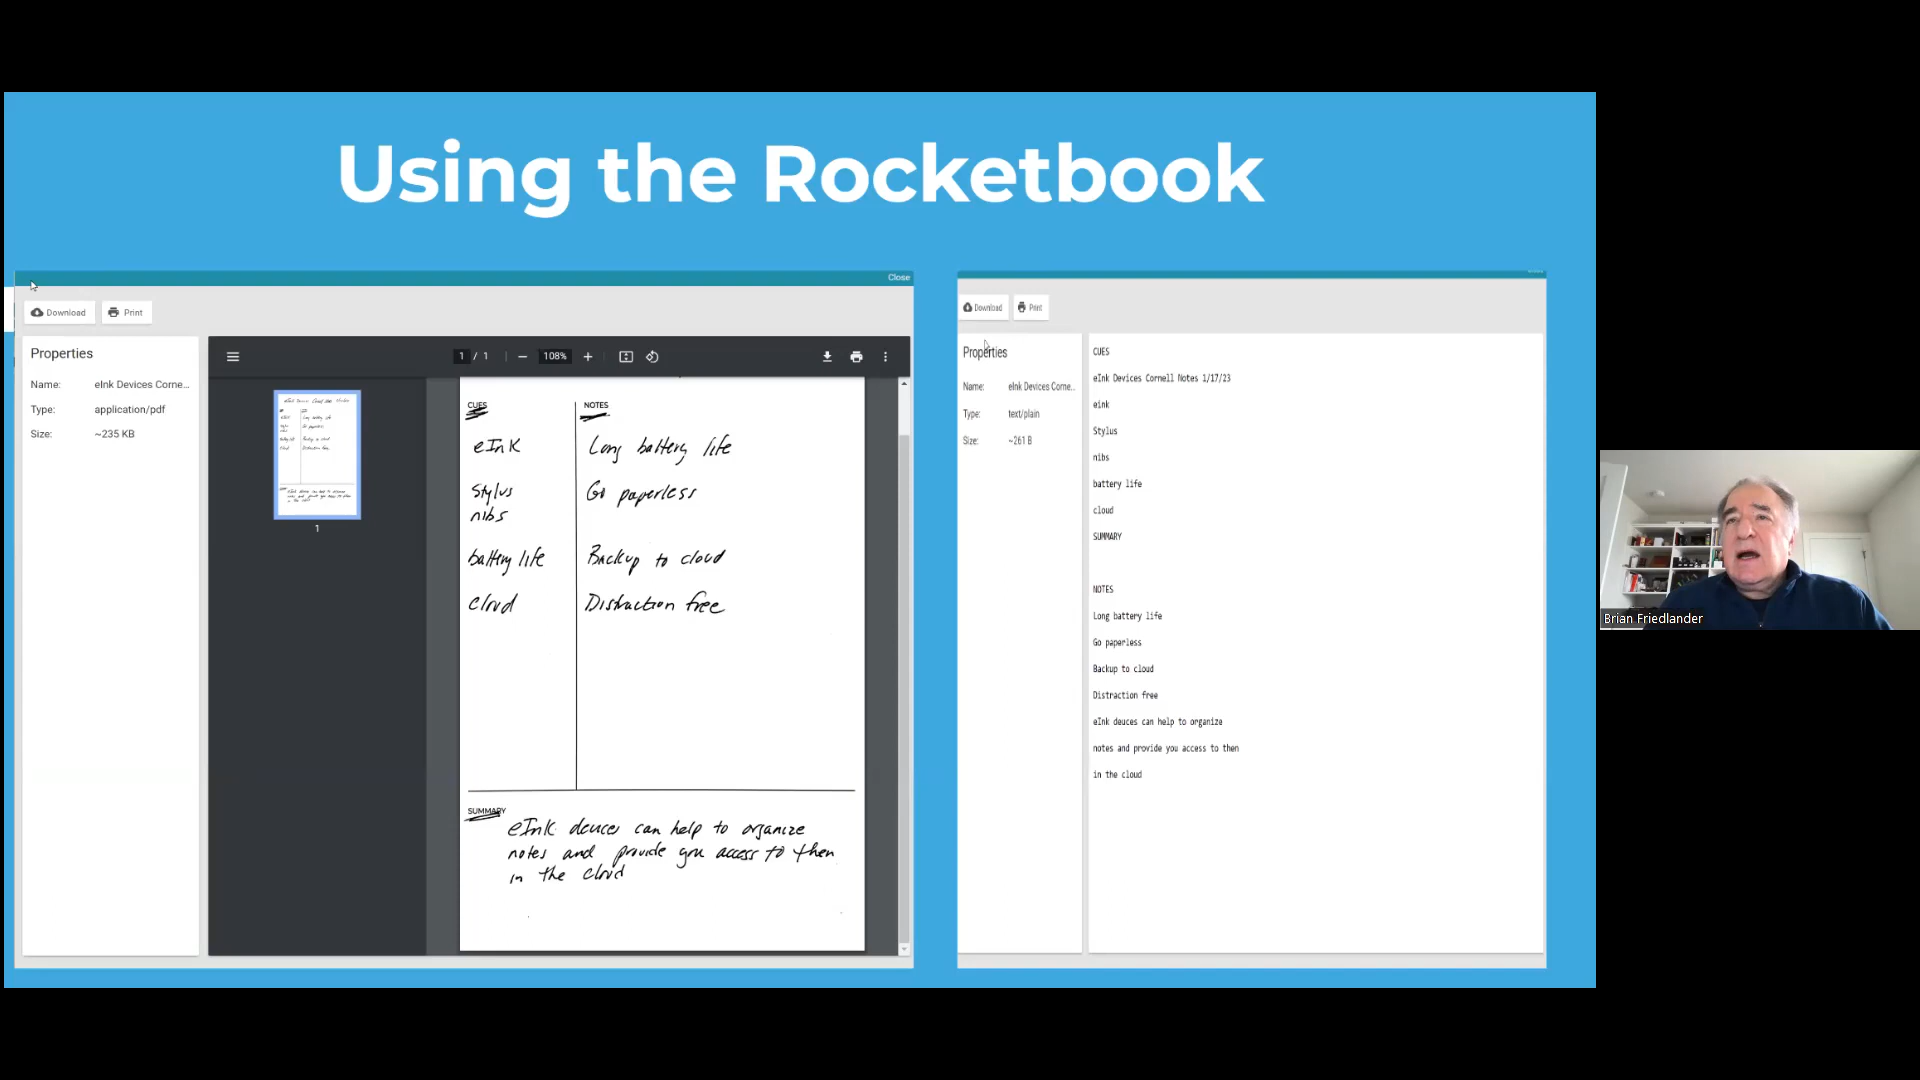 Using the Rocketbook
Close
Download
Print
Properties
Name: eInk Devices Corne...
Type: application/pdf
Size: ~235 KB
1 / 1
108%
1
CUES
NOTES
eInk
Long battery life
Stylus
nibs
Go paperless
battery life
Backup to cloud
cloud
Distraction free
SUMMARY
eInk deuces can help to organize
notes and provide you access to then
in the cloud
Download
Print
Properties
Name: eInk Devices Corne...
Type: text/plain
Size: ~261 B
CUES
eInk Devices Cornell Notes 1/17/23
eink
Stylus
nibs
battery life
cloud
SUMMARY
NOTES
Long battery life
Go paperless
Backup to cloud
Distraction free
eInk deuces can help to organize
notes and provide you access to then
in the cloud
Brian Friedlander